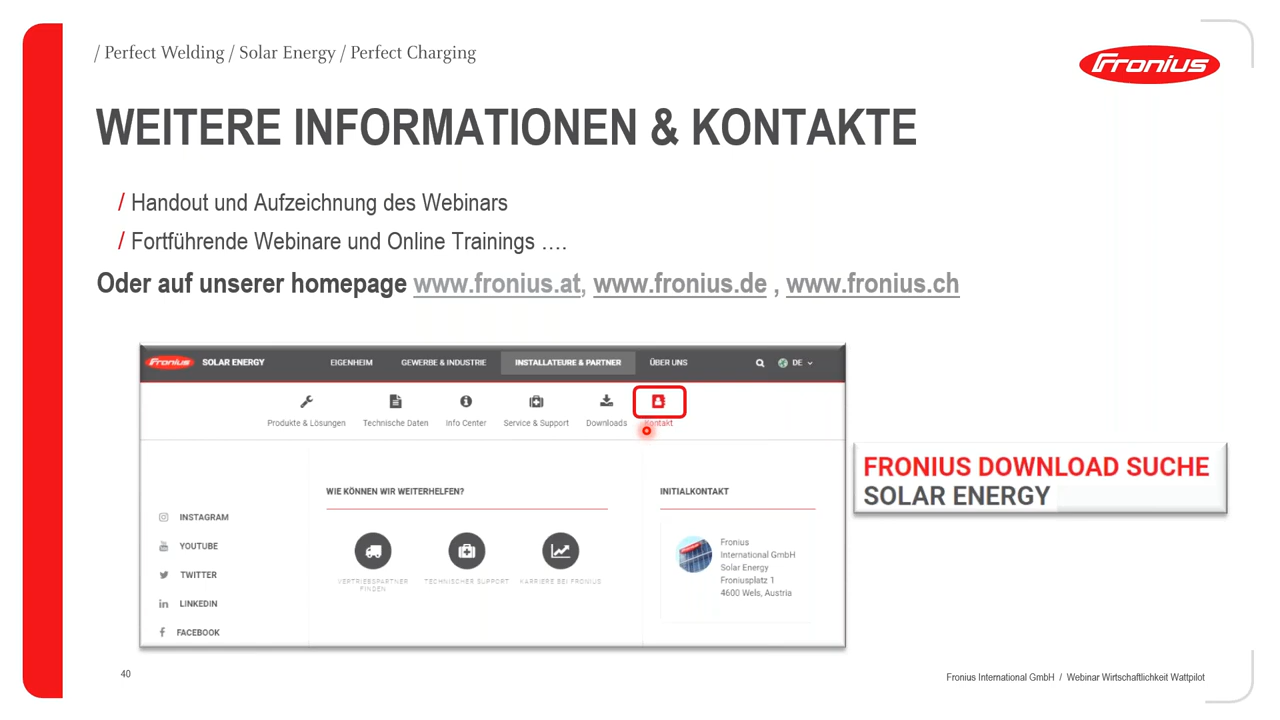 / Perfect Welding / Solar Energy / Perfect Charging
Fronius
WEITERE INFORMATIONEN & KONTAKTE
/ Handout und Aufzeichnung des Webinars
/ Fortführende Webinare und Online Trainings ....
Oder auf unserer homepage www.fronius.at, www.fronius.de , www.fronius.ch
Fronius SOLAR ENERGY EIGENHEIM GEWERBE & INDUSTRIE INSTALLATEURE & PARTNER ÜBER UNS DE
Produkte & Lösungen Technische Daten Info Center Service & Support Downloads Kontakt
WIE KÖNNEN WIR WEITERHELFEN?
INITIALKONTAKT
INSTAGRAM
YOUTUBE
TWITTER
LINKEDIN
FACEBOOK
VERTRIEBSPARTNER
FINDEN
TECHNISCHER SUPPORT
KARRIERE BEI FRONIUS
Fronius
International GmbH
Solar Energy
Froniusplatz 1
4600 Wels, Austria
FRONIUS DOWNLOAD SUCHE
SOLAR ENERGY
40
Fronius International GmbH / Webinar Wirtschaftlichkeit Wattpilot